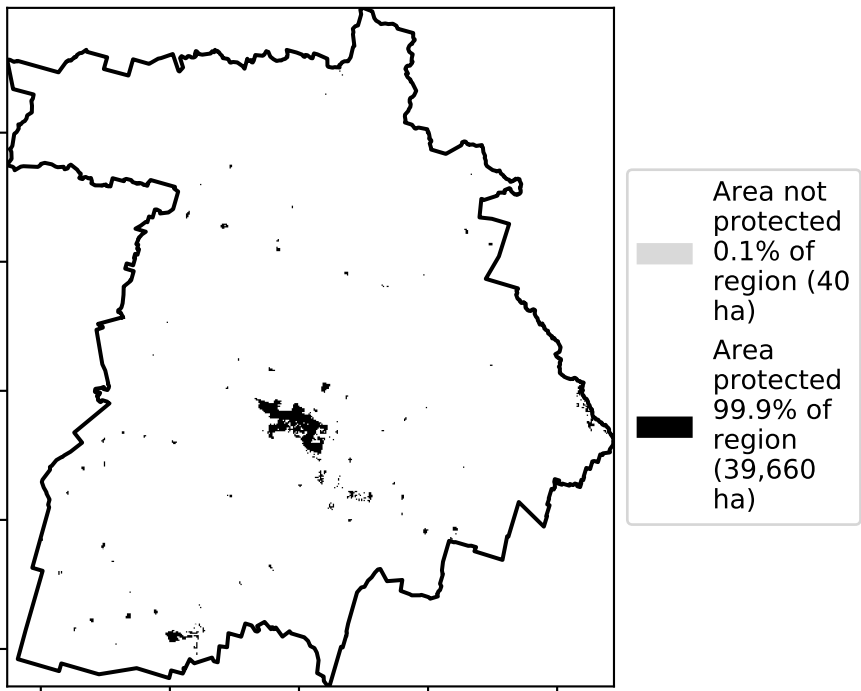 Area not
protected
0.1% of
region (40
ha)
Area
protected
99.9% of
region
(39,660
ha)